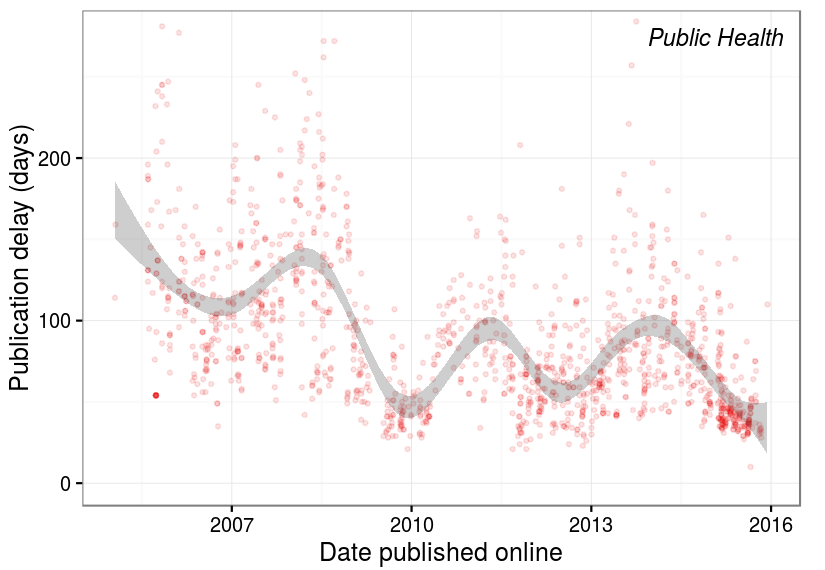 Public Health
Publication delay (days)
200
100
0
2007 2010 2013 2016
Date published online